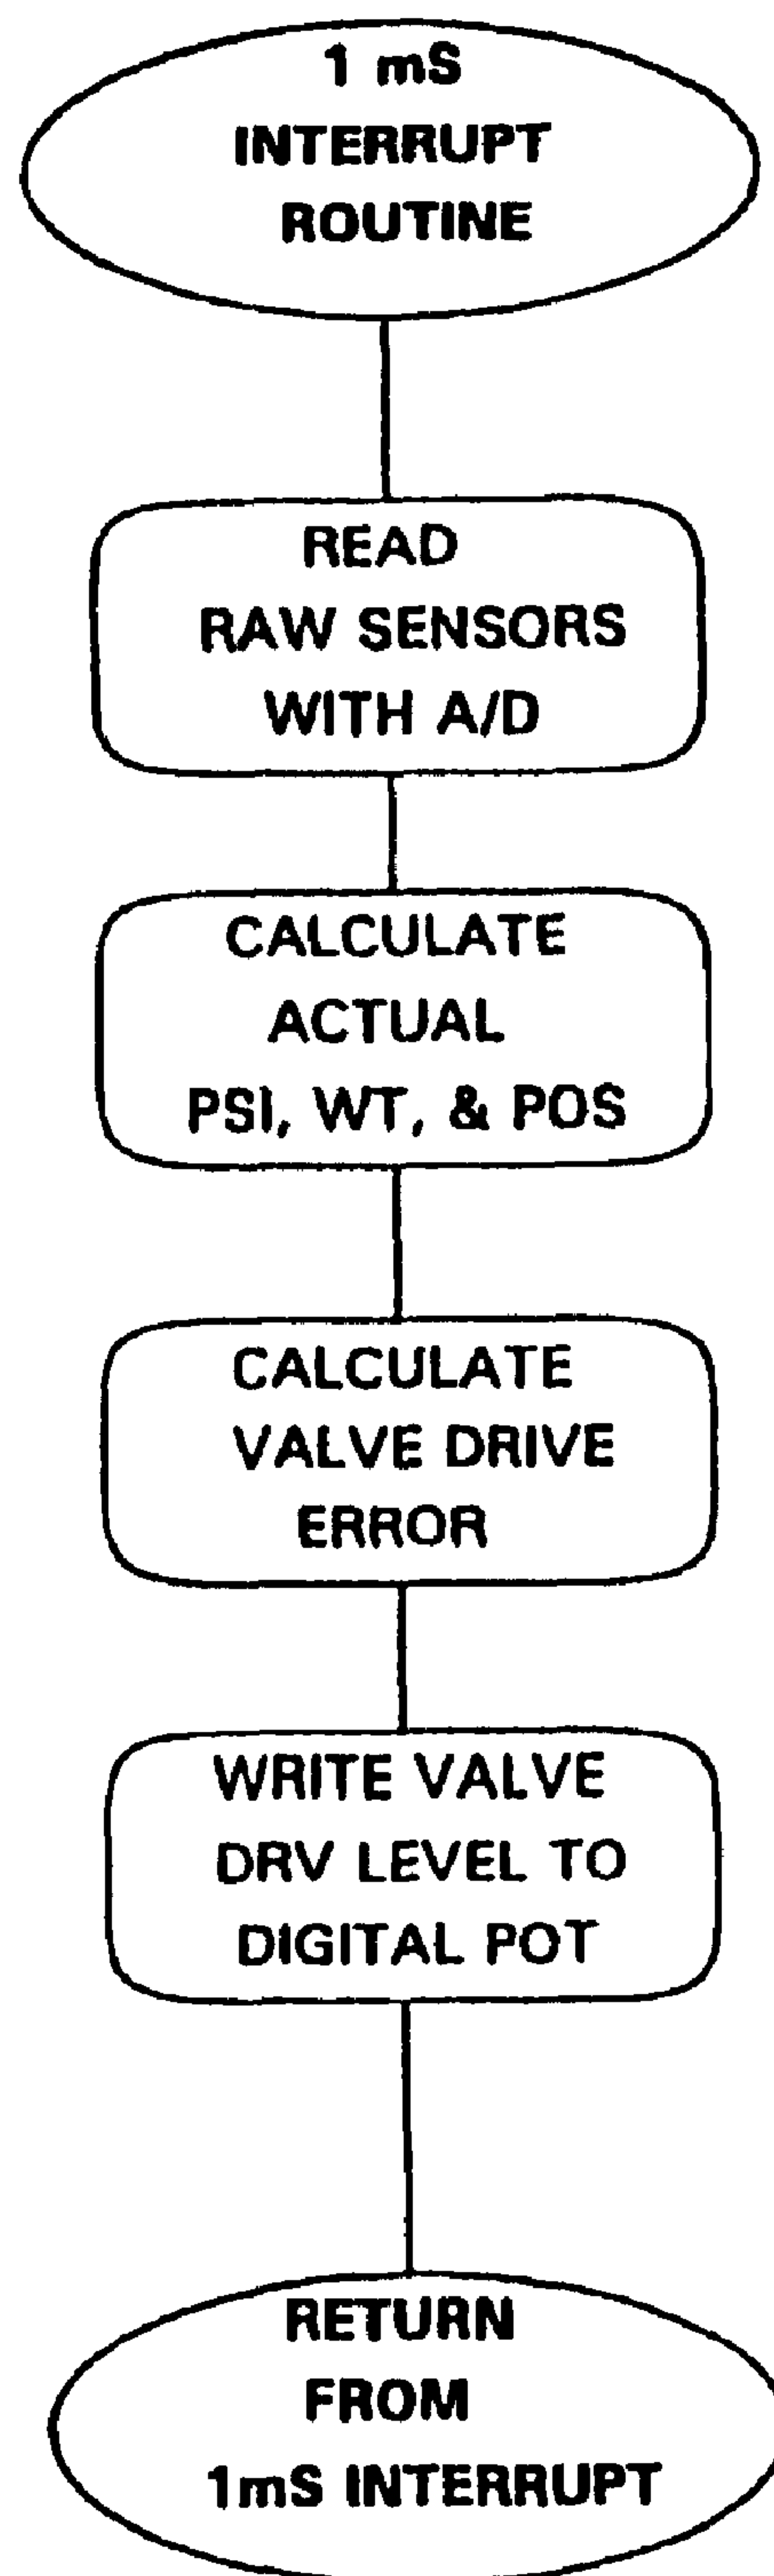 1 mS
INTERRUPT
ROUTINE
READ
RAW SENSORS
WITH A/D
CALCULATE
ACTUAL
PSI, WT, & POS
CALCULATE
VALVE DRIVE
ERROR
WRITE VALVE
DRV LEVEL TO
DIGITAL POT
RETURN
FROM
1mS INTERRUPT